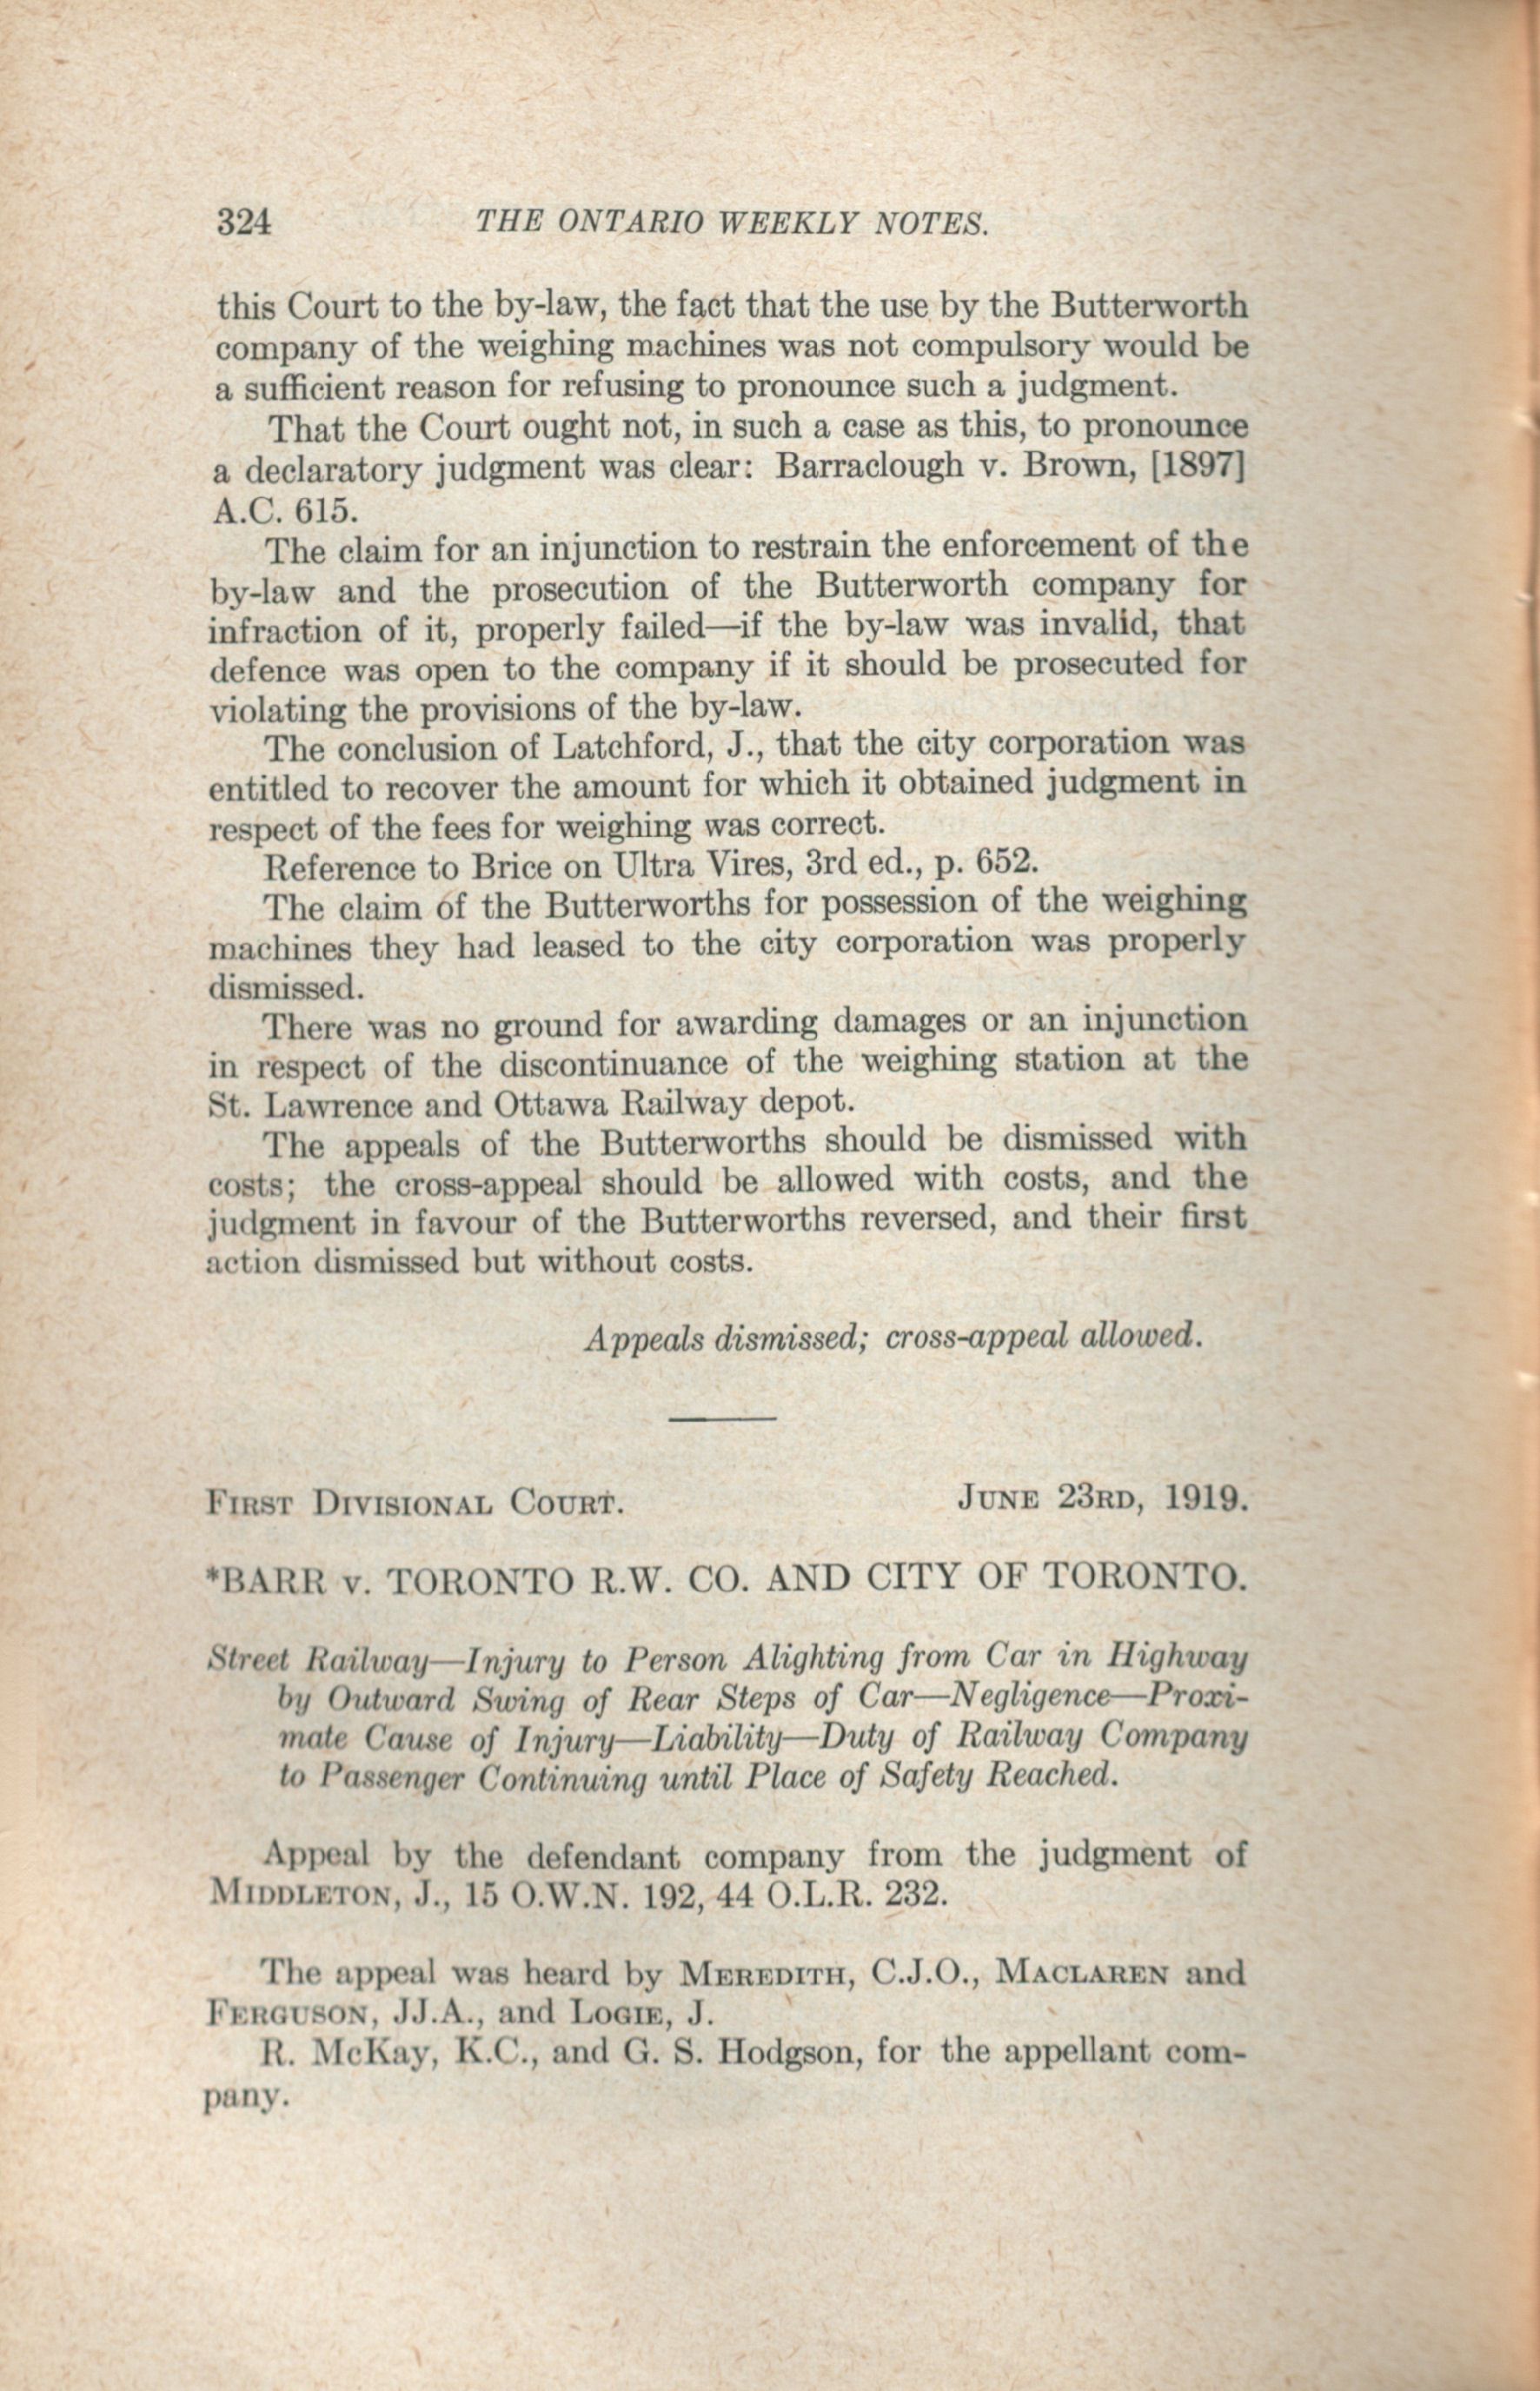 324 THE ONTARIO WEEKLY NOTES.
this Court to the by-law, the fact that the use by the Butterworth
company of the weighing machines was not compulsory would be
a sufficient reason for refusing to pronounce such a judgment.
That the Court ought not, in such a case as this, to pronounce
a declaratory judgment was clear: Barraclough v. Brown, [1897]
A.C. 615.
The claim for an injunction to restrain the enforcement of the
by-law and the prosecution of the Butterworth company for
infraction of it, properly failed—if the by-law was invalid, that
defence was open to the company if it should be prosecuted for
violating the provisions of the by-law.
The conclusion of Latchford, J., that the city corporation was
entitled to recover the amount for which it obtained judgment in
respect of the fees for weighing was correct.
Reference to Brice on Ultra Vires, 3rd ed., p. 652.
The claim of the Butterworths for possession of the weighing
machines they had leased to the city corporation was properly
dismissed.
There was no ground for awarding damages or an injunction
in respect of the discontinuance of the weighing station at the
St. Lawrence and Ottawa Railway depot.
The appeals of the Butterworths should be dismissed with
costs; the cross-appeal should be allowed with costs, and the
judgment in favour of the Butterworths reversed, and their first
action dismissed but without costs.
Appeals dismissed; cross-appeal allowed.
FIRST DIVISIONAL COURT. JUNE 23RD, 1919.
*BARR v. TORONTO R.W. CO. AND CITY OF TORONTO.
Street Railway—Injury to Person Alighting from Car in Highway
by Outward Swing of Rear Steps of Car—Negligence—Proxi-
mate Cause of Injury—Liability—Duty of Railway Company
to Passenger Continuing until Place of Safety Reached.
Appeal by the defendant company from the judgment of
MIDDLETON, J., 15 O.W.N. 192, 44 O.L.R. 232.
The appeal was heard by MEREDITH, C.J.O., MACLAREN and
FERGUSON, JJ.A., and LOGIE, J.
R. McKay, K.C., and G. S. Hodgson, for the appellant com-
pany.